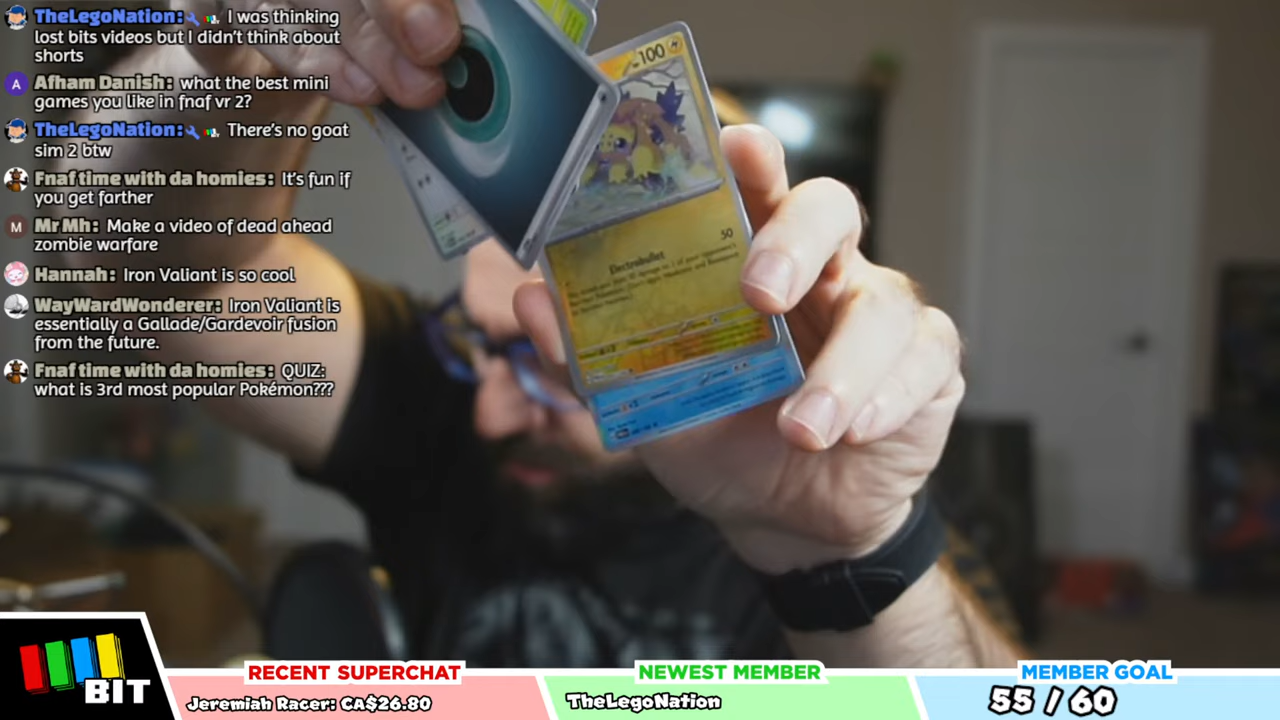 TheLegoNation: I was thinking
lost bits videos but I didn't think about
shorts
Afham Danish: what the best mini
games you like in fnaf vr 2?
TheLegoNation: There's no goat
sim 2 btw
Fnaf time with da homies: It's fun if
you get farther
Mr Mh: Make a video of dead ahead
zombie warfare
Hannah: Iron Valiant is so cool
WayWardWonderer: Iron Valiant is
essentially a Gallade/Gardevoir fusion
from the future.
Fnaf time with da homies: QUIZ:
what is 3rd most popular Pokémon???
A
M
100
Electrobullet
50
BIT
RECENT SUPERCHAT
Jeremiah Racer: CA$26.80
NEWEST MEMBER
TheLegoNation
MEMBER GOAL
55 / 60